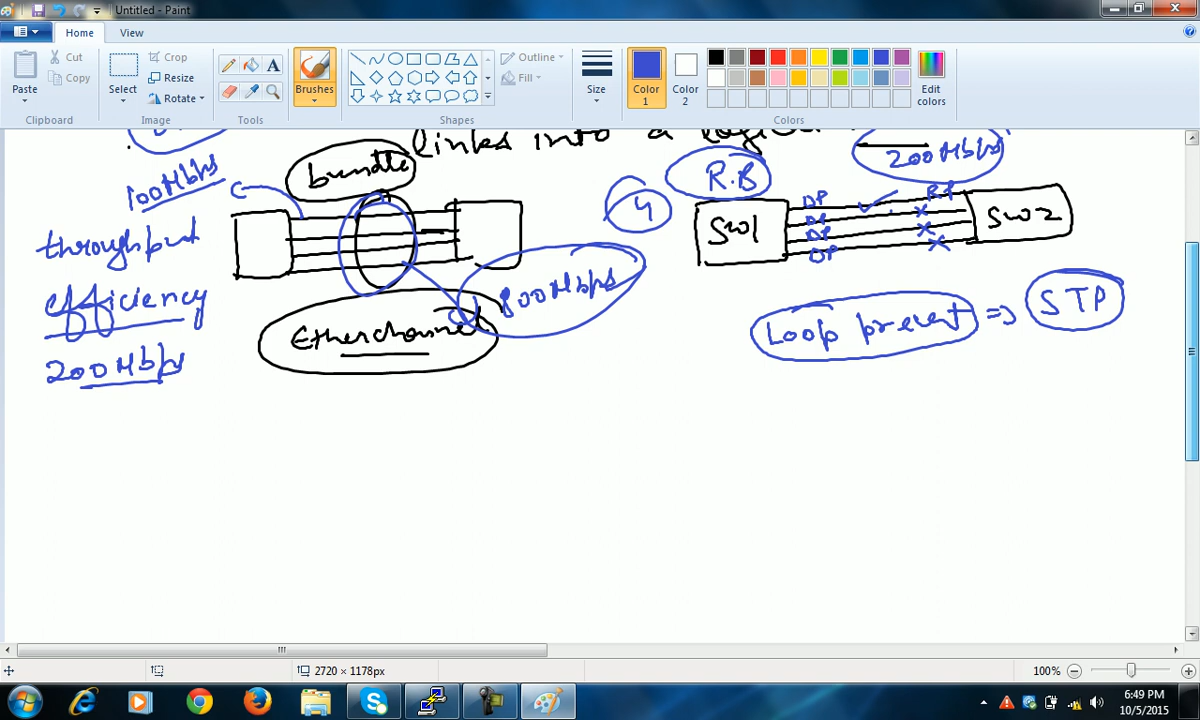 Untitled - Paint
Home
View
Paste
Cut
Copy
Clipboard
Select
Crop
Resize
Rotate
Image
A
Tools
Brushes
Outline
Fill
Shapes
Size
Color
1
Color
2
Edit
colors
Colors
links into a logical
200Mbps
bundle
100Mbps
throughput
efficiency
200Mbps
800Mbps
Etherchannel
4
R.B
SW1
DP
DP
DP
DP
RP
SW2
Loop prevent => STP
2720 × 1178px
100%
6:49 PM
10/5/2015